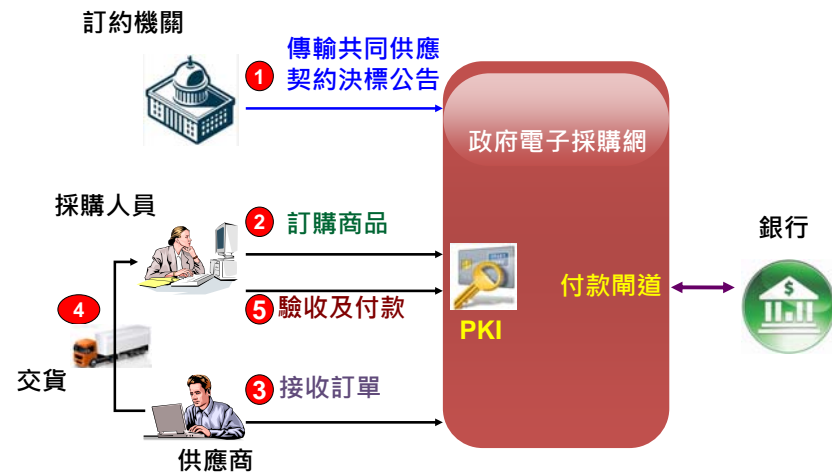 訂約機關
1
傳輸共同供應
契約決標公告
政府電子採購網
採購人員
2
訂購商品
銀行
付款閘道
PKI
4
5
驗收及付款
交貨
3
接收訂單
供應商